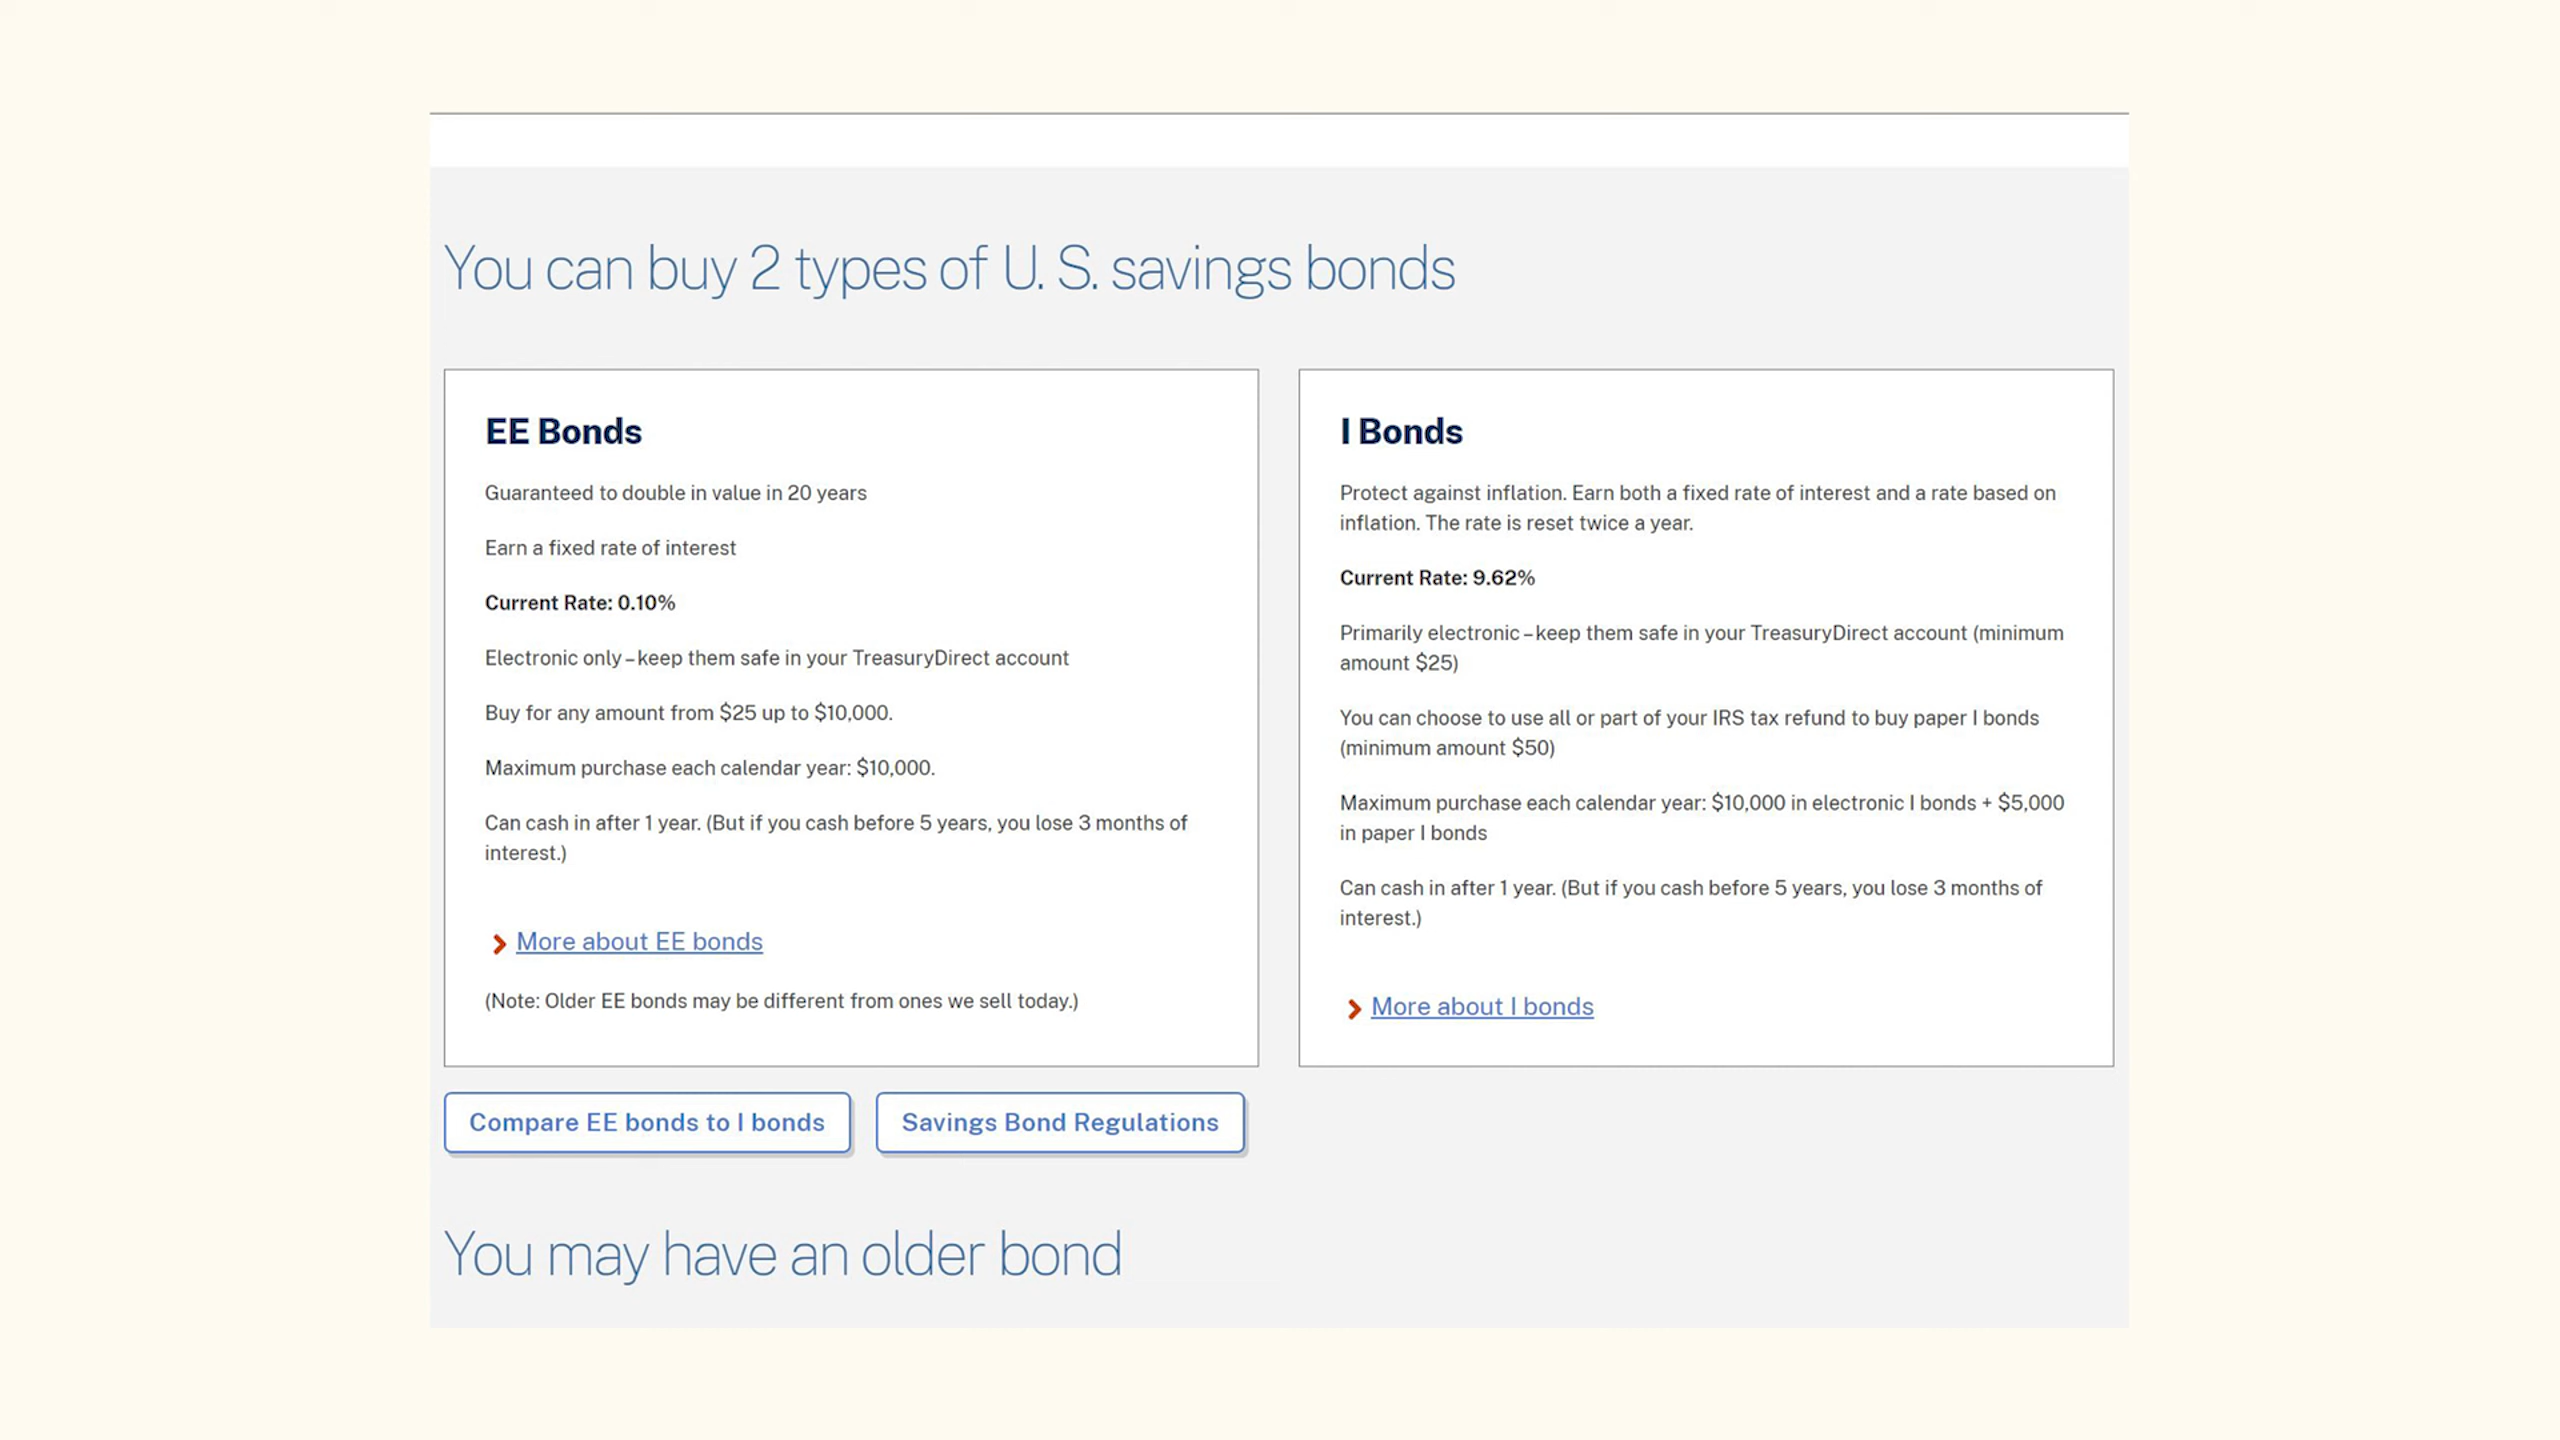 You can buy 2 types of U. S. savings bonds
EE Bonds
Guaranteed to double in value in 20 years
Earn a fixed rate of interest
Current Rate: 0.10%
Electronic only – keep them safe in your TreasuryDirect account
Buy for any amount from $25 up to $10,000.
Maximum purchase each calendar year: $10,000.
Can cash in after 1 year. (But if you cash before 5 years, you lose 3 months of
interest.)
More about EE bonds
(Note: Older EE bonds may be different from ones we sell today.)
I Bonds
Protect against inflation. Earn both a fixed rate of interest and a rate based on
inflation. The rate is reset twice a year.
Current Rate: 9.62%
Primarily electronic – keep them safe in your TreasuryDirect account (minimum
amount $25)
You can choose to use all or part of your IRS tax refund to buy paper I bonds
(minimum amount $50)
Maximum purchase each calendar year: $10,000 in electronic I bonds + $5,000
in paper I bonds
Can cash in after 1 year. (But if you cash before 5 years, you lose 3 months of
interest.)
More about I bonds
Compare EE bonds to I bonds
Savings Bond Regulations
You may have an older bond